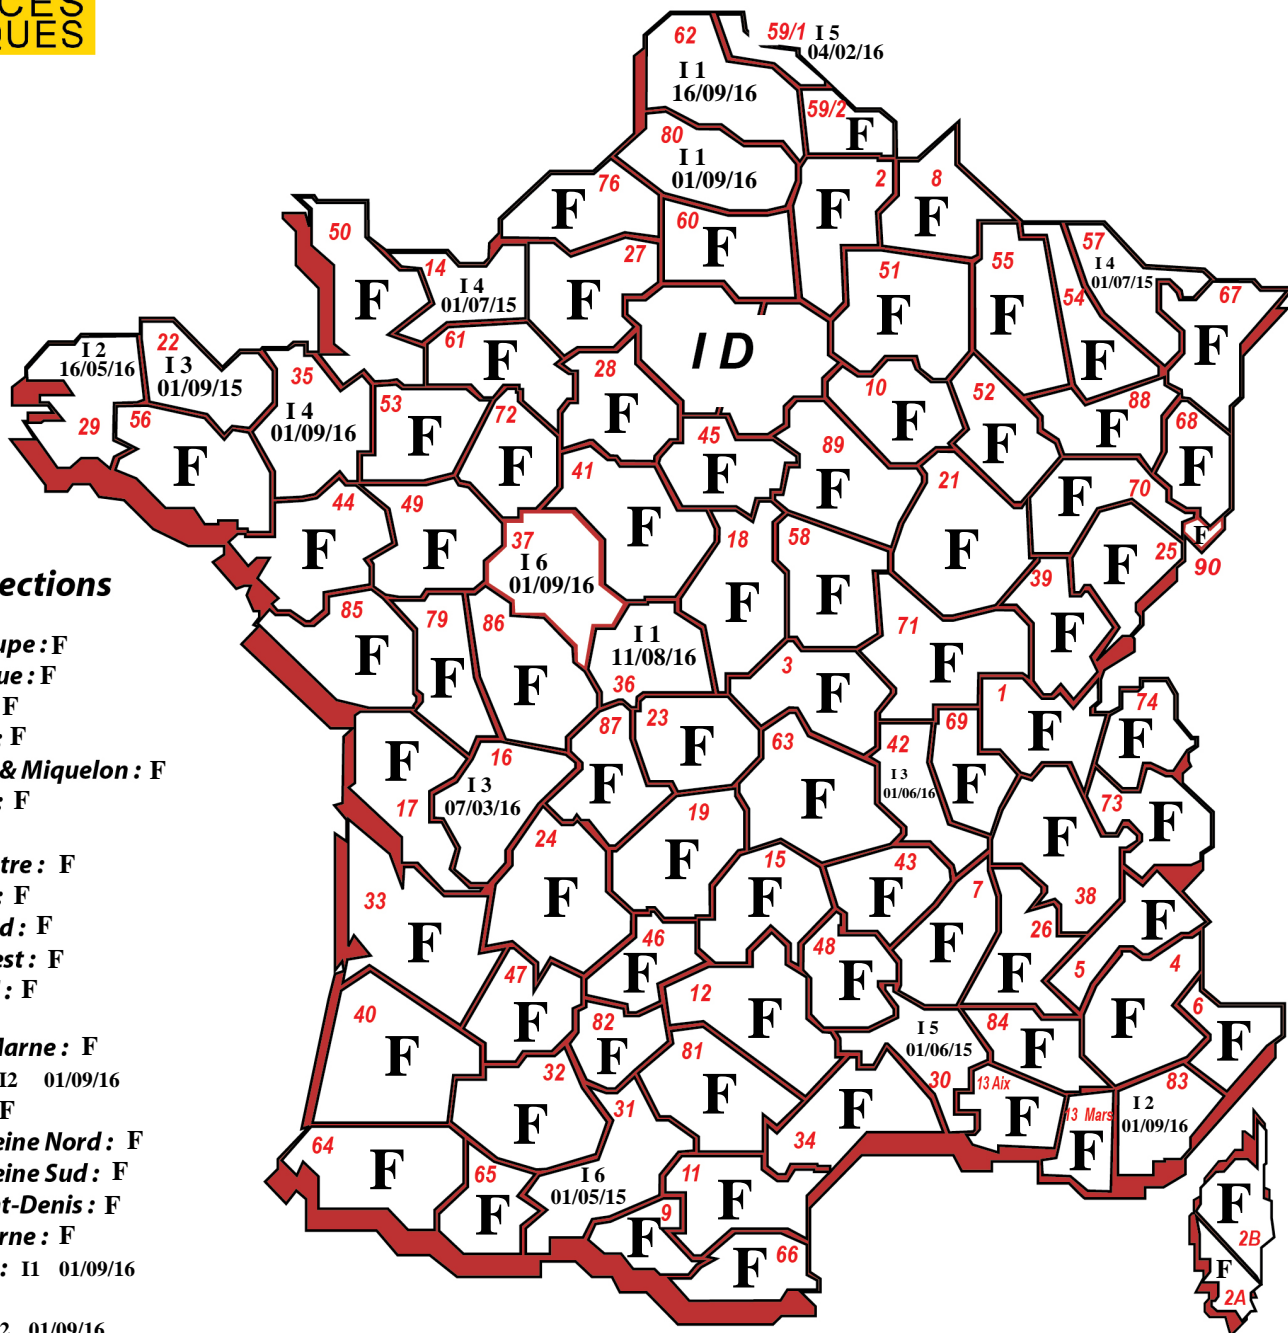 CES
QUES
62
59/1 I 5
04/02/16
I 1
16/09/16
59/2
F
80
I 1
01/09/16
76
F
2
F
8
F
60
F
50
F
27
F
14
I 4
01/07/15
51
F
55
F
57
I 4
01/07/15
54
F
67
F
61
F
I D
I 2
16/05/16
22
I 3
01/09/15
35
I 4
01/09/16
28
F
10
F
52
F
88
F
68
F
29
56
F
53
F
72
F
45
F
89
F
41
F
21
F
70
F
44
F
49
F
37
I 6
01/09/16
18
F
58
F
39
F
25
F
F
90
ections
85
F
79
F
86
F
I 1
11/08/16
36
71
F
3
F
upe : F
ue : F
F
: F
& Miquelon : F
: F
tre : F
: F
d : F
est : F
: F
1
F
74
F
87
F
23
F
63
F
42
I 3
01/06/16
69
F
F
17
16
I 3
07/03/16
73
F
24
F
19
F
15
F
43
F
7
F
F
38
33
F
46
F
48
F
26
F
F
5
4
F
47
F
12
F
40
F
82
F
I 5
01/06/15
30
84
F
6
F
Marne : F
I2 01/09/16
F
eine Nord : F
eine Sud : F
t-Denis : F
rne : F
: I1 01/09/16
2 01/09/16
32
F
81
F
31
I 6
01/05/15
34
F
13 Aix
F
13 Mars
F
83
I 2
01/09/16
64
F
65
F
11
F
9
F
66
F
F
2B
F
2A